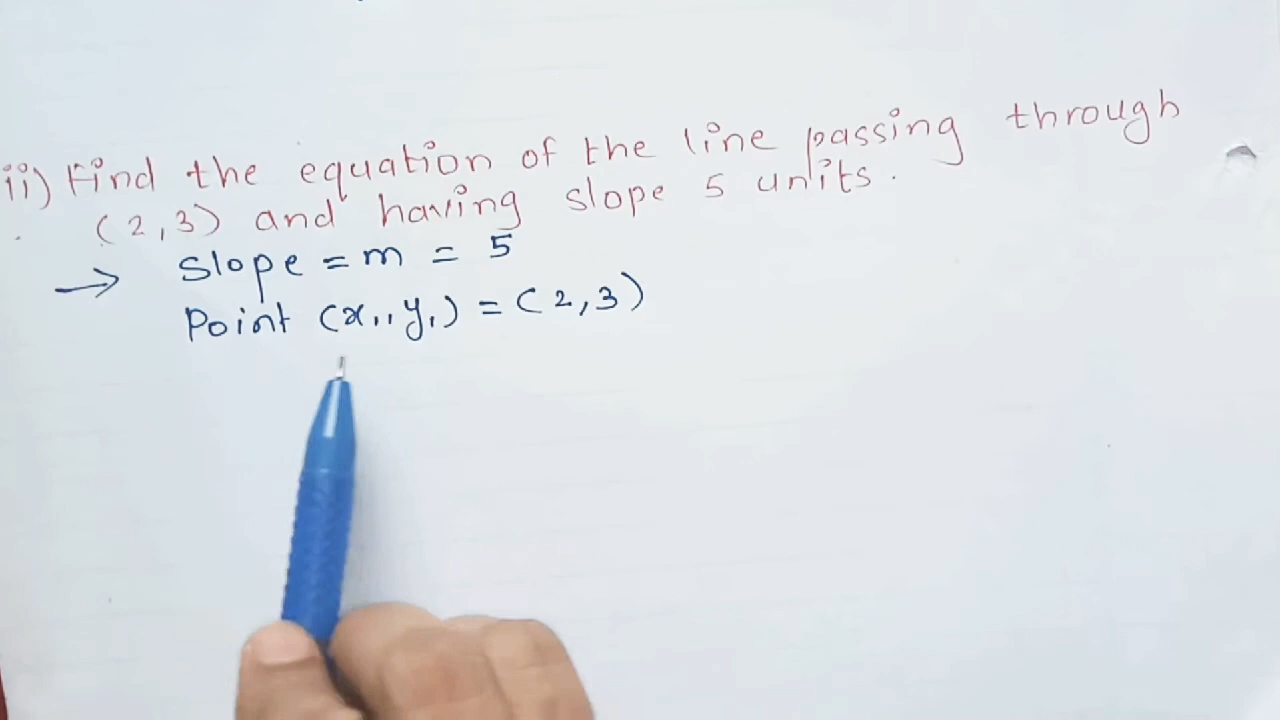 ii) Find the equation of the line passing through
(2,3) and having slope 5 units.
→ Slope = m = 5
Point (x₁, y₁) = (2,3)